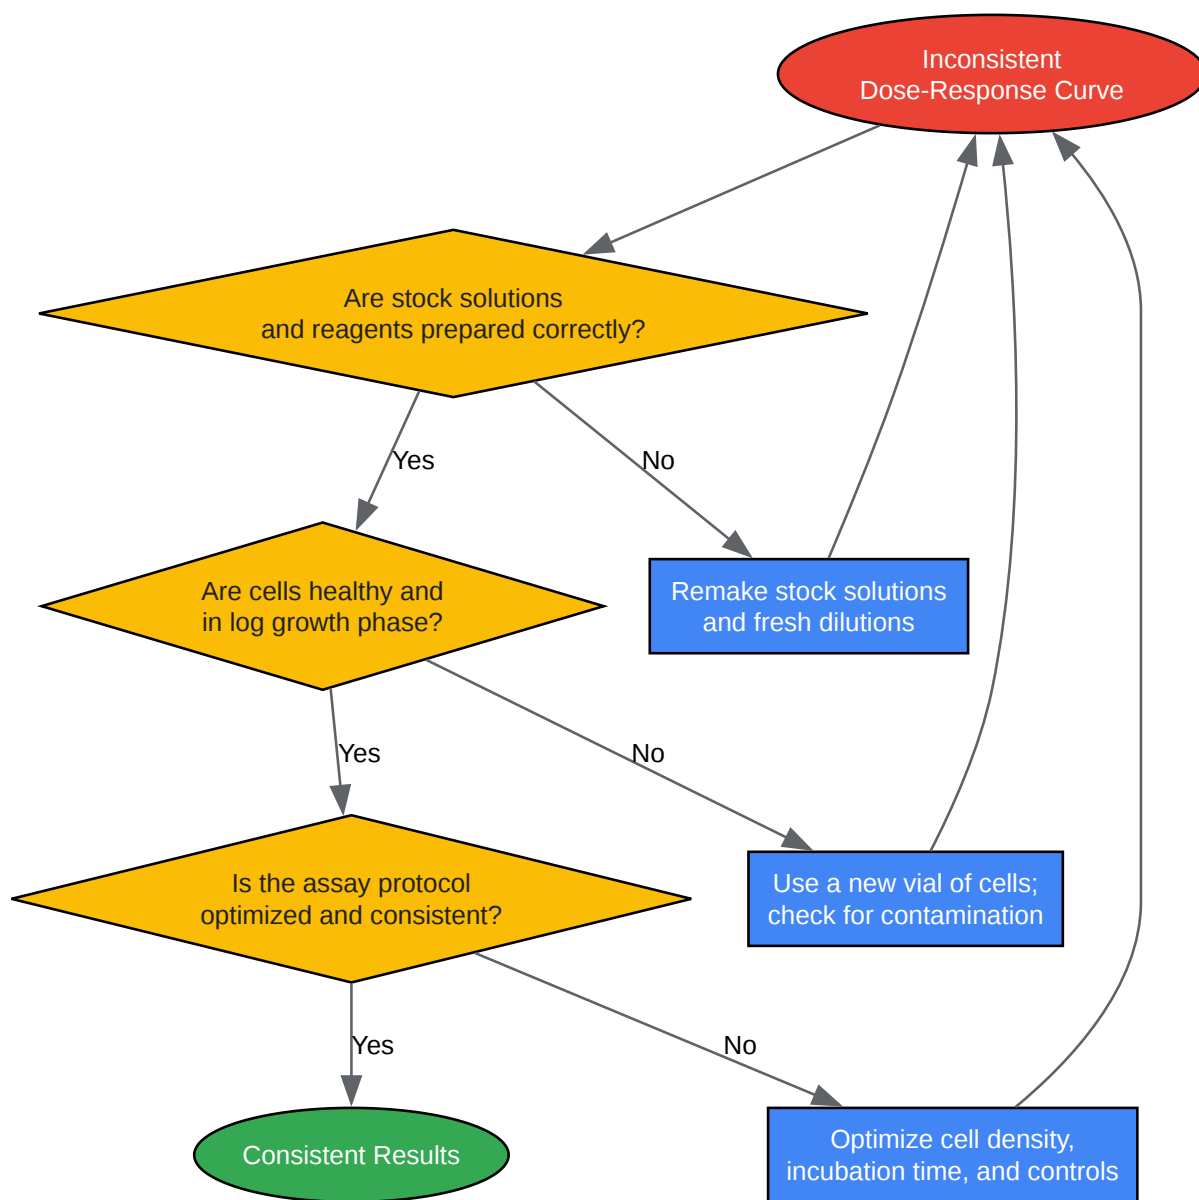 Inconsistent
Dose-Response Curve
Are stock solutions
and reagents prepared correctly?
Yes
No
Are cells healthy and
in log growth phase?
Remake stock solutions
and fresh dilutions
Yes
No
Is the assay protocol
optimized and consistent?
Use a new vial of cells;
check for contamination
Yes
No
Consistent Results
Optimize cell density,
incubation time, and controls